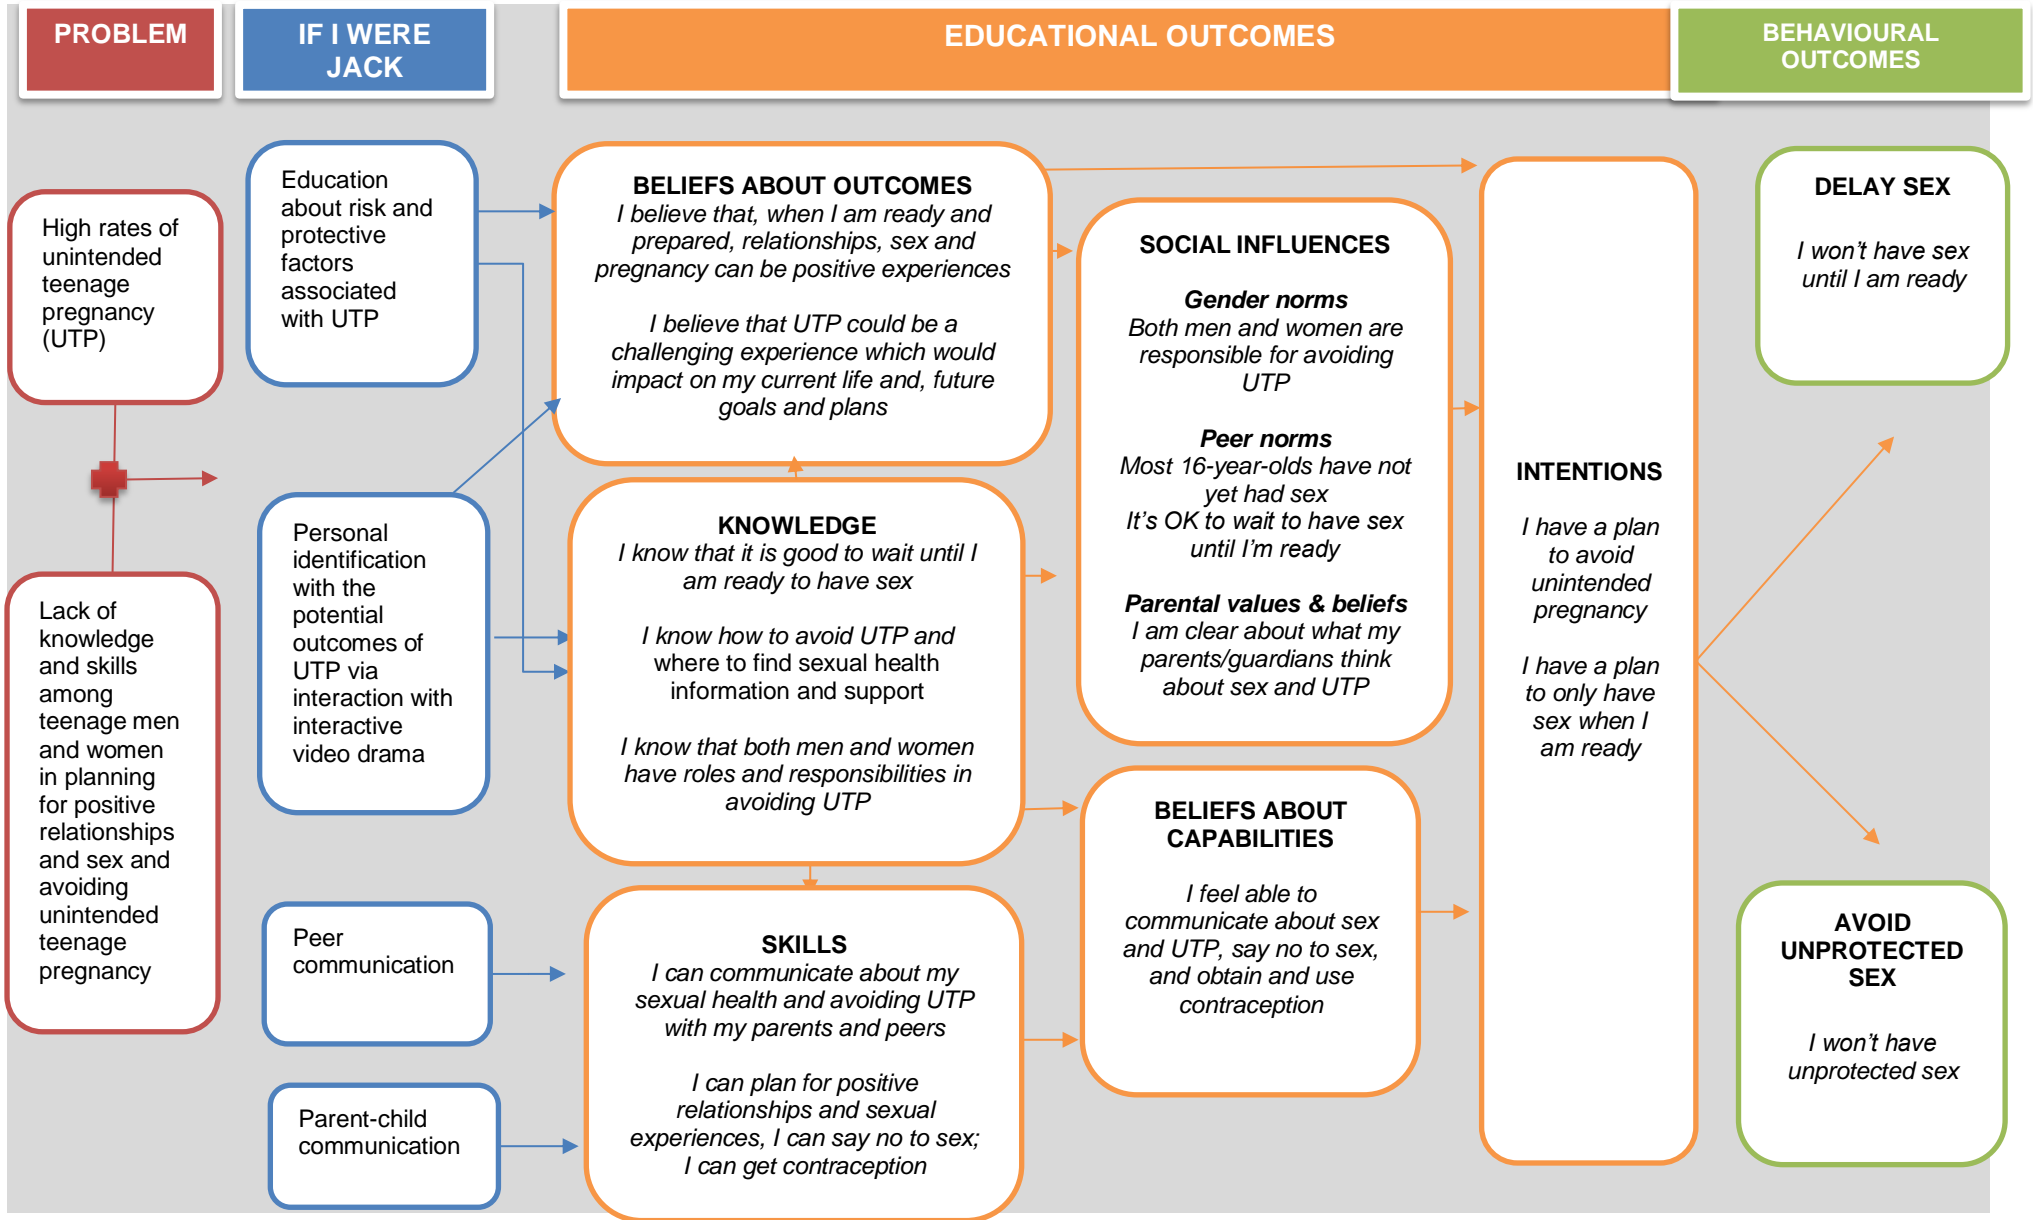 PROBLEM
IF I WERE
JACK
EDUCATIONAL OUTCOMES
BEHAVIOURAL
OUTCOMES
High rates of
unintended
teenage
pregnancy
(UTP)
Lack of
knowledge
and skills
among
teenage men
and women
in planning
for positive
relationships
and sex and
avoiding
unintended
teenage
pregnancy
Education
about risk and
protective
factors
associated
with UTP
Personal
identification
with the
potential
outcomes of
UTP via
interaction with
interactive
video drama
Peer
communication
Parent-child
communication
BELIEFS ABOUT OUTCOMES
I believe that, when I am ready and
prepared, relationships, sex and
pregnancy can be positive experiences
I believe that UTP could be a
challenging experience which would
impact on my current life and, future
goals and plans
KNOWLEDGE
I know that it is good to wait until I
am ready to have sex
I know how to avoid UTP and
where to find sexual health
information and support
I know that both men and women
have roles and responsibilities in
avoiding UTP
SKILLS
I can communicate about my
sexual health and avoiding UTP
with my parents and peers
I can plan for positive
relationships and sexual
experiences, I can say no to sex;
I can get contraception
SOCIAL INFLUENCES
Gender norms
Both men and women are
responsible for avoiding
UTP
Peer norms
Most 16-year-olds have not
yet had sex
It's OK to wait to have sex
until I'm ready
Parental values & beliefs
I am clear about what my
parents/guardians think
about sex and UTP
BELIEFS ABOUT
CAPABILITIES
I feel able to
communicate about sex
and UTP, say no to sex,
and obtain and use
contraception
INTENTIONS
I have a plan
to avoid
unintended
pregnancy
I have a plan
to only have
sex when I
am ready
DELAY SEX
I won't have sex
until I am ready
AVOID
UNPROTECTED
SEX
I won't have
unprotected sex